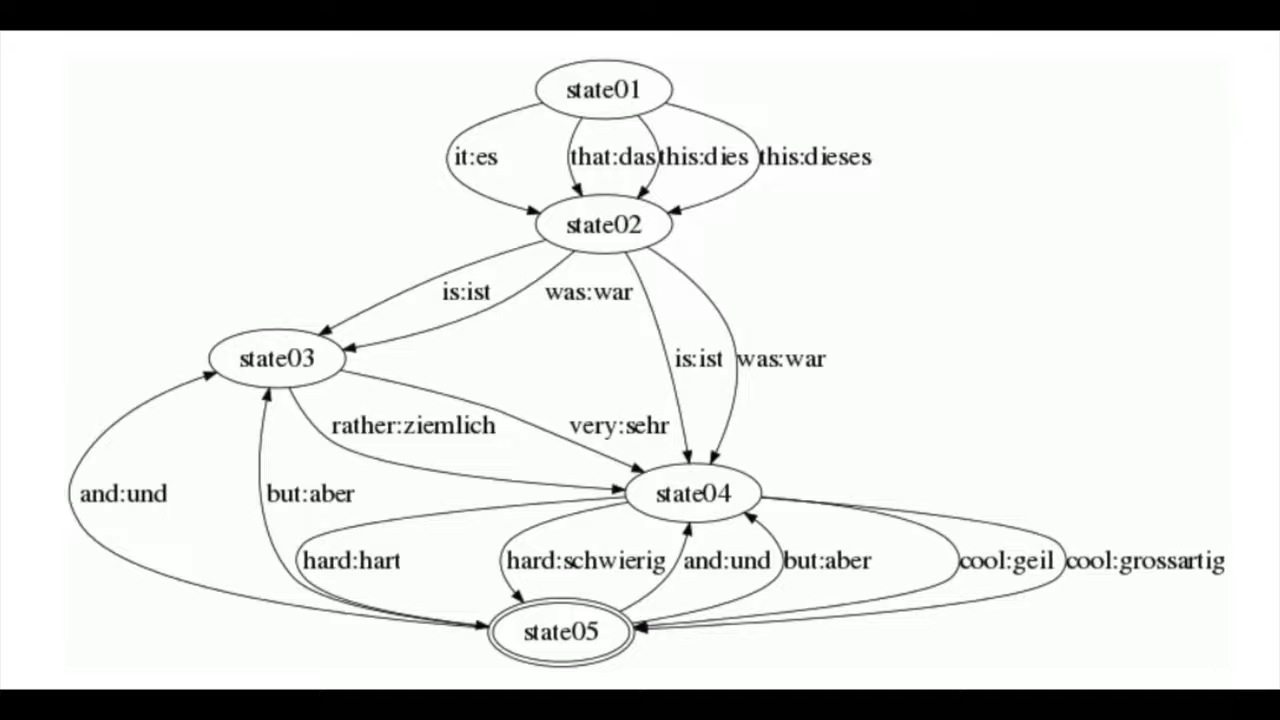 state01
it:es that:das this:dies this:dieses
state02
is:ist was:war
state03 is:ist was:war
rather:ziemlich very:sehr
and:und but:aber state04
hard:hart hard:schwierig and:und but:aber cool:geil cool:grossartig
state05